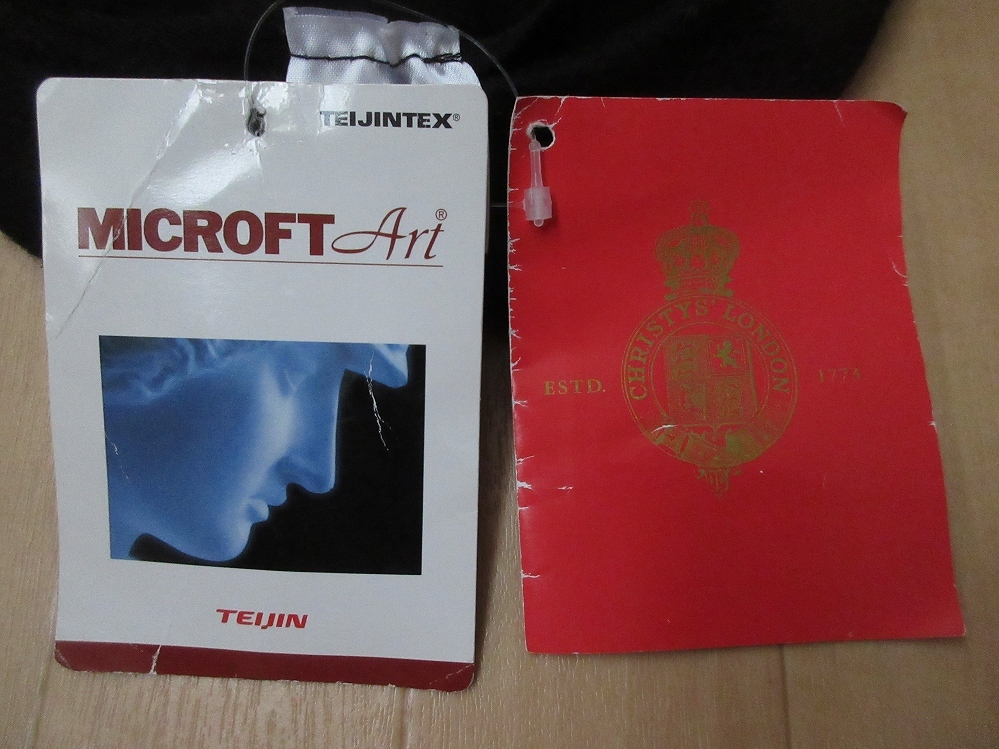 TEIJINTEX®
MICROFT Art®
TEIJIN
CHRISTYS' LONDON
ESTD. 1773